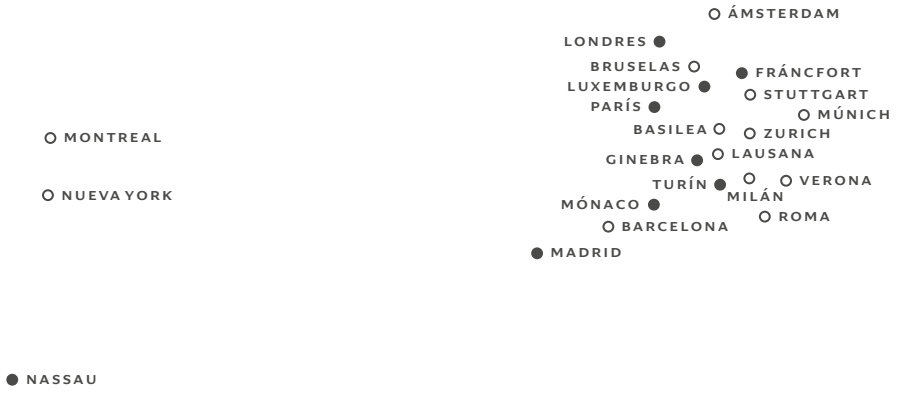 ÁMSTERDAM
LONDRES
BRUSELAS
FRÁNCFORT
LUXEMBURGO
STUTTGART
PARÍS
MÚNICH
BASILEA
ZURICH
MONTREAL
LAUSANA
GINEBRA
VERONA
TURÍN
MILÁN
NUEVA YORK
MÓNACO
ROMA
BARCELONA
MADRID
NASSAU